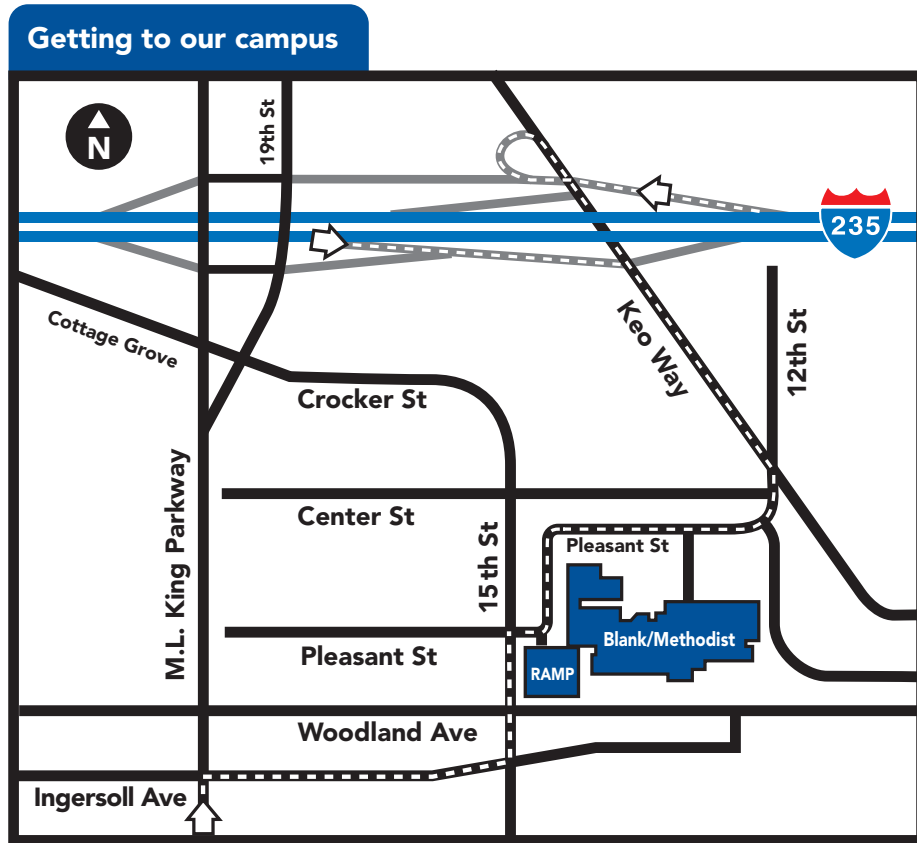 Getting to our campus
N
19th St
235
Cottage Grove
Keo Way
12th St
Crocker St
M.L. King Parkway
Center St
15th St
Pleasant St
Blank/Methodist
Pleasant St
RAMP
Woodland Ave
Ingersoll Ave